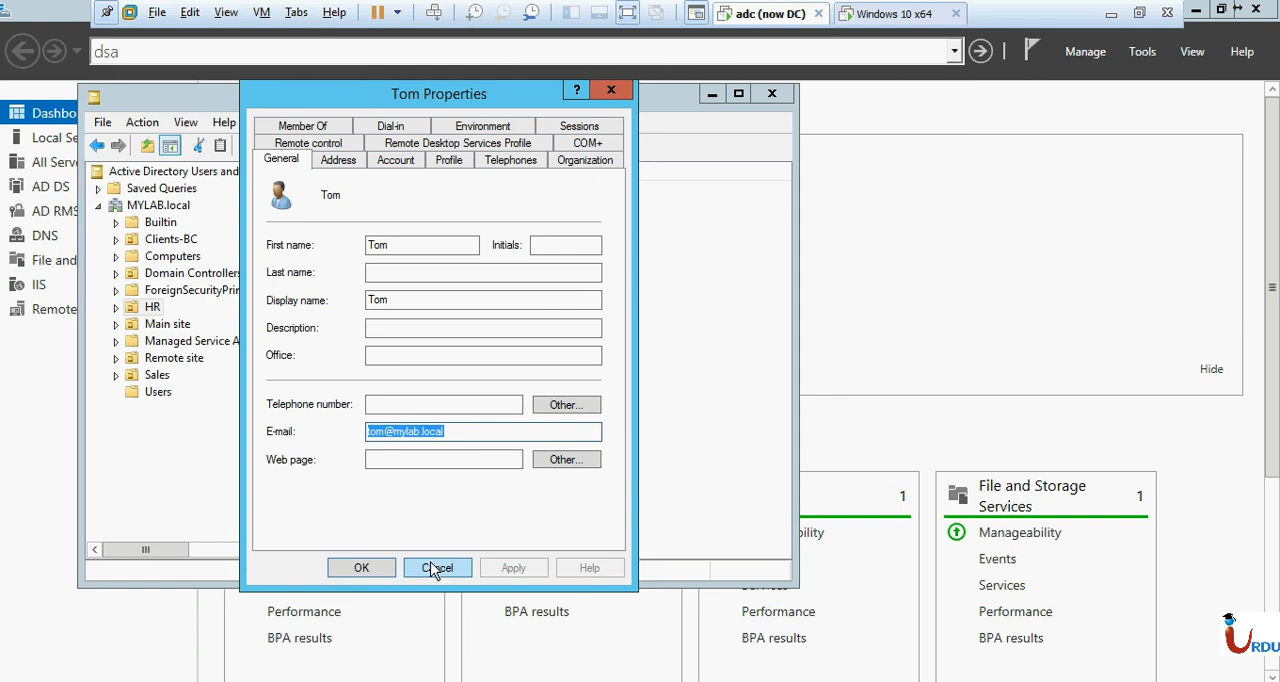 File Edit View VM Tabs Help
adc (now DC)
Windows 10 x64
dsa
Manage Tools View Help
Tom Properties
?
File Action View Help
Active Directory Users and
Saved Queries
MYLAB.local
Builtin
Clients-BC
Computers
Domain Controllers
ForeignSecurityPrin
HR
Main site
Managed Service A
Remote site
Sales
Users
Dashbo
Local Se
All Serv
AD DS
AD RMS
DNS
File and
IIS
Remote
Member Of Dial-in Environment Sessions
Remote control Remote Desktop Services Profile COM+
General Address Account Profile Telephones Organization
Tom
First name: Tom Initials:
Last name:
Display name: Tom
Description:
Office:
Telephone number: Other...
E-mail: tom@mylab.local
Web page: Other...
OK Cancel Apply Help
Hide
1
File and Storage
Services
1
Manageability
Events
Services
Performance
BPA results
Performance
BPA results
BPA results
Performance
BPA results
URDU